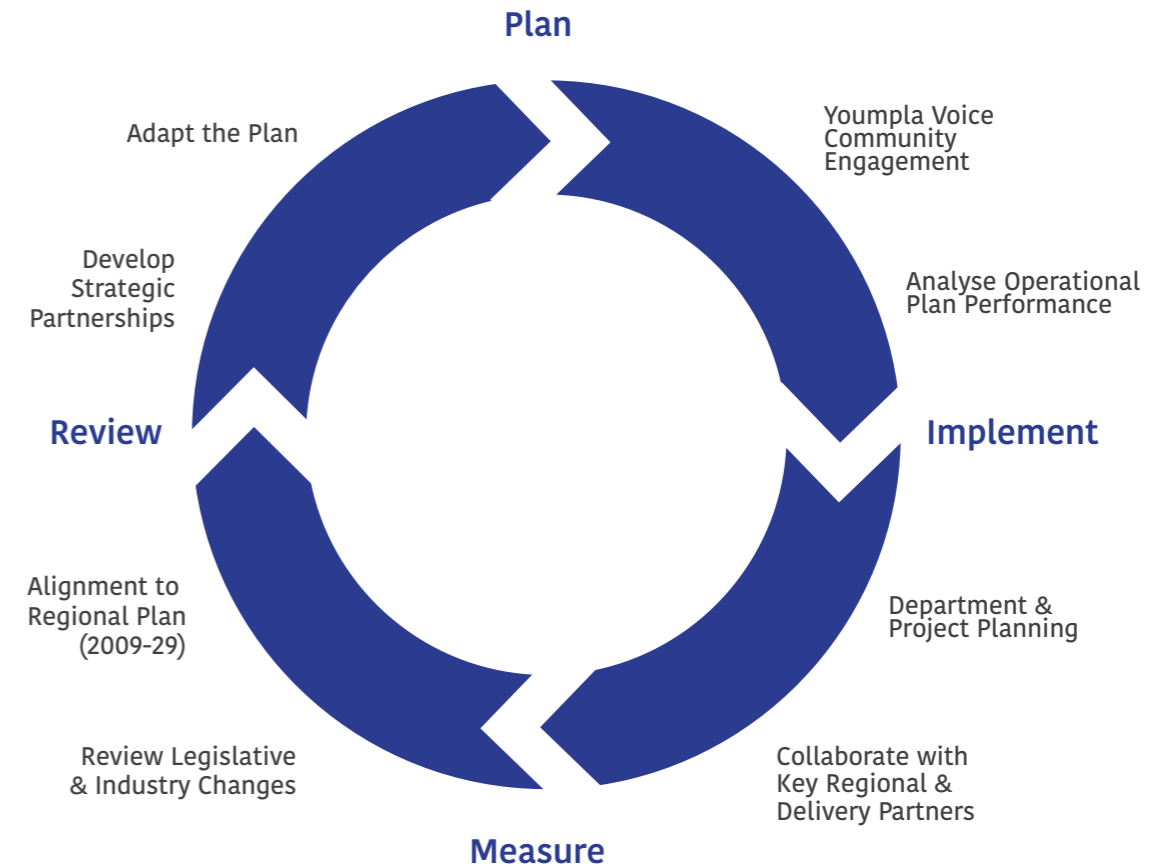 Plan
Youmpla Voice
Community
Engagement
Analyse Operational
Plan Performance
Implement
Department &
Project Planning
Collaborate with
Key Regional &
Delivery Partners
Measure
Review Legislative
& Industry Changes
Alignment to
Regional Plan
(2009-29)
Review
Develop
Strategic
Partnerships
Adapt the Plan